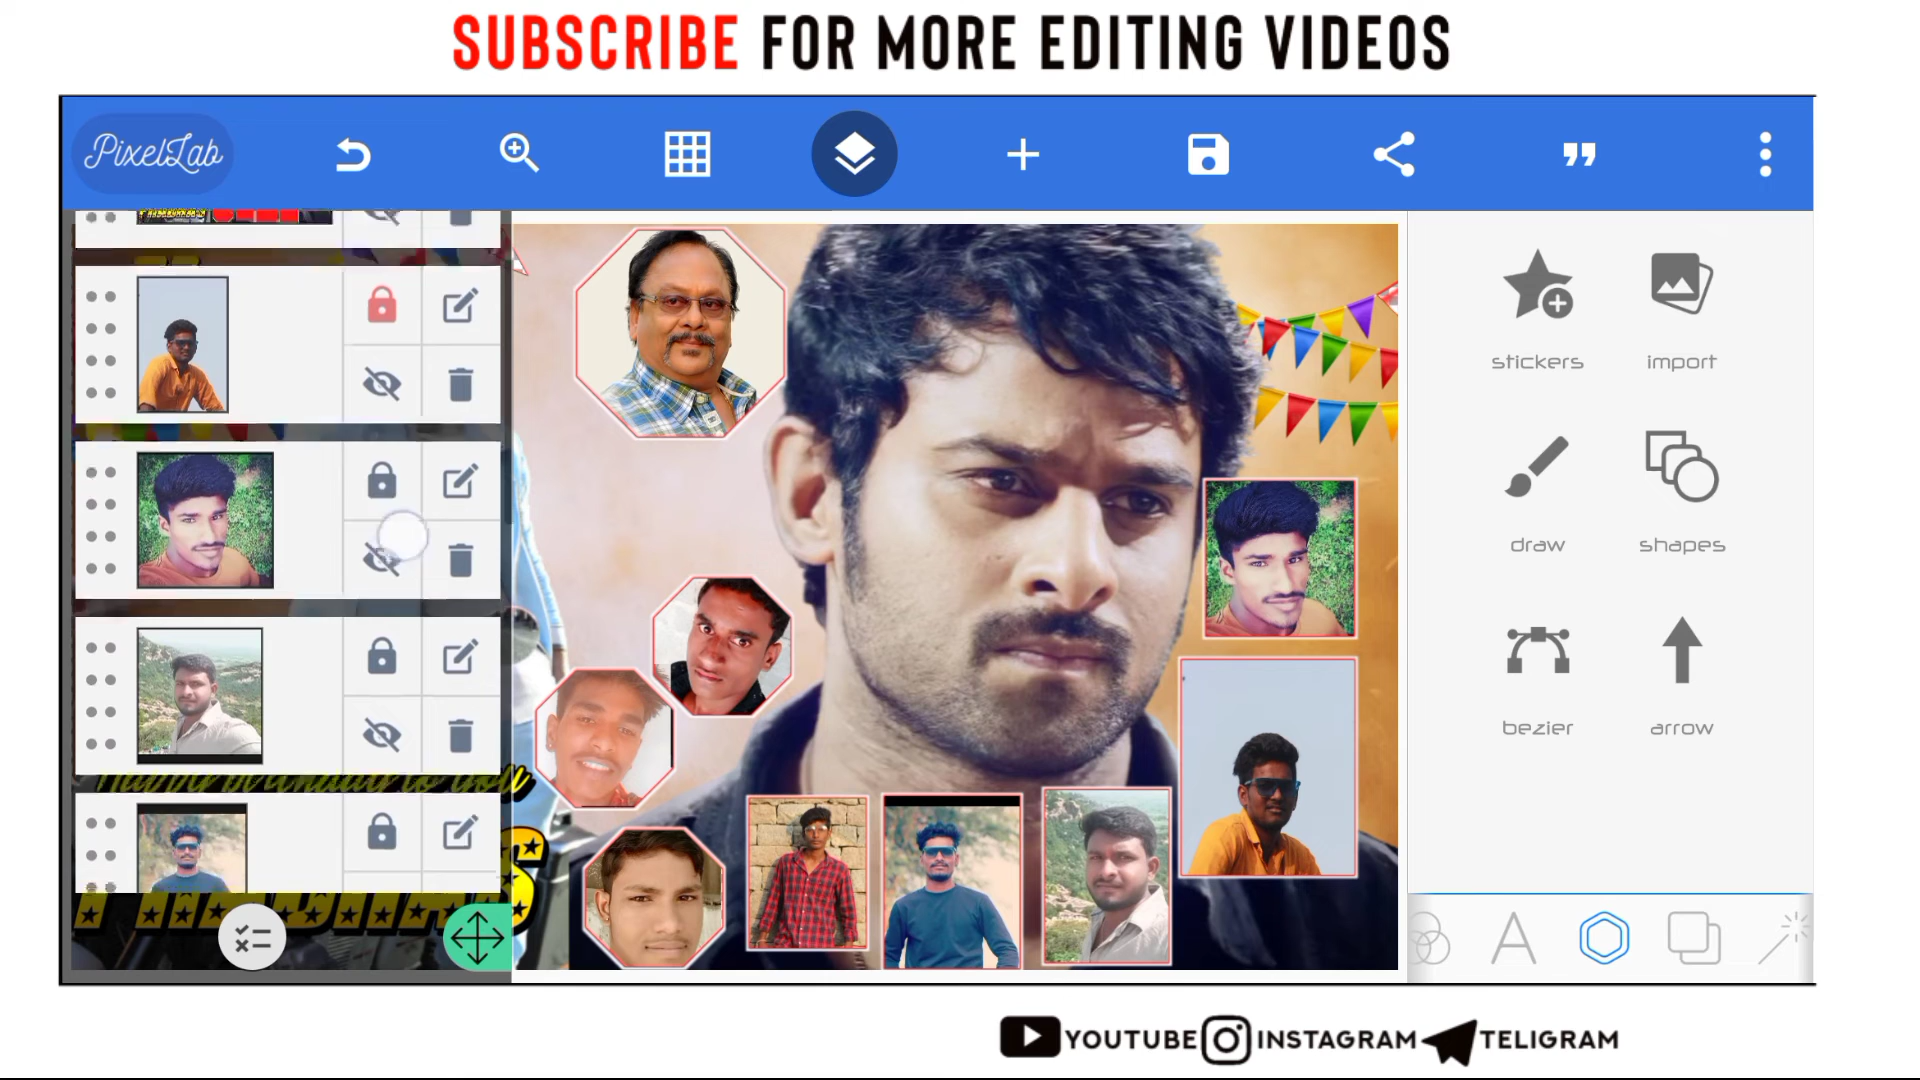 SUBSCRIBE FOR MORE EDITING VIDEOS
PixelLab
stickers
import
draw
shapes
bezier
arrow
YOUTUBE INSTAGRAM TELIGRAM